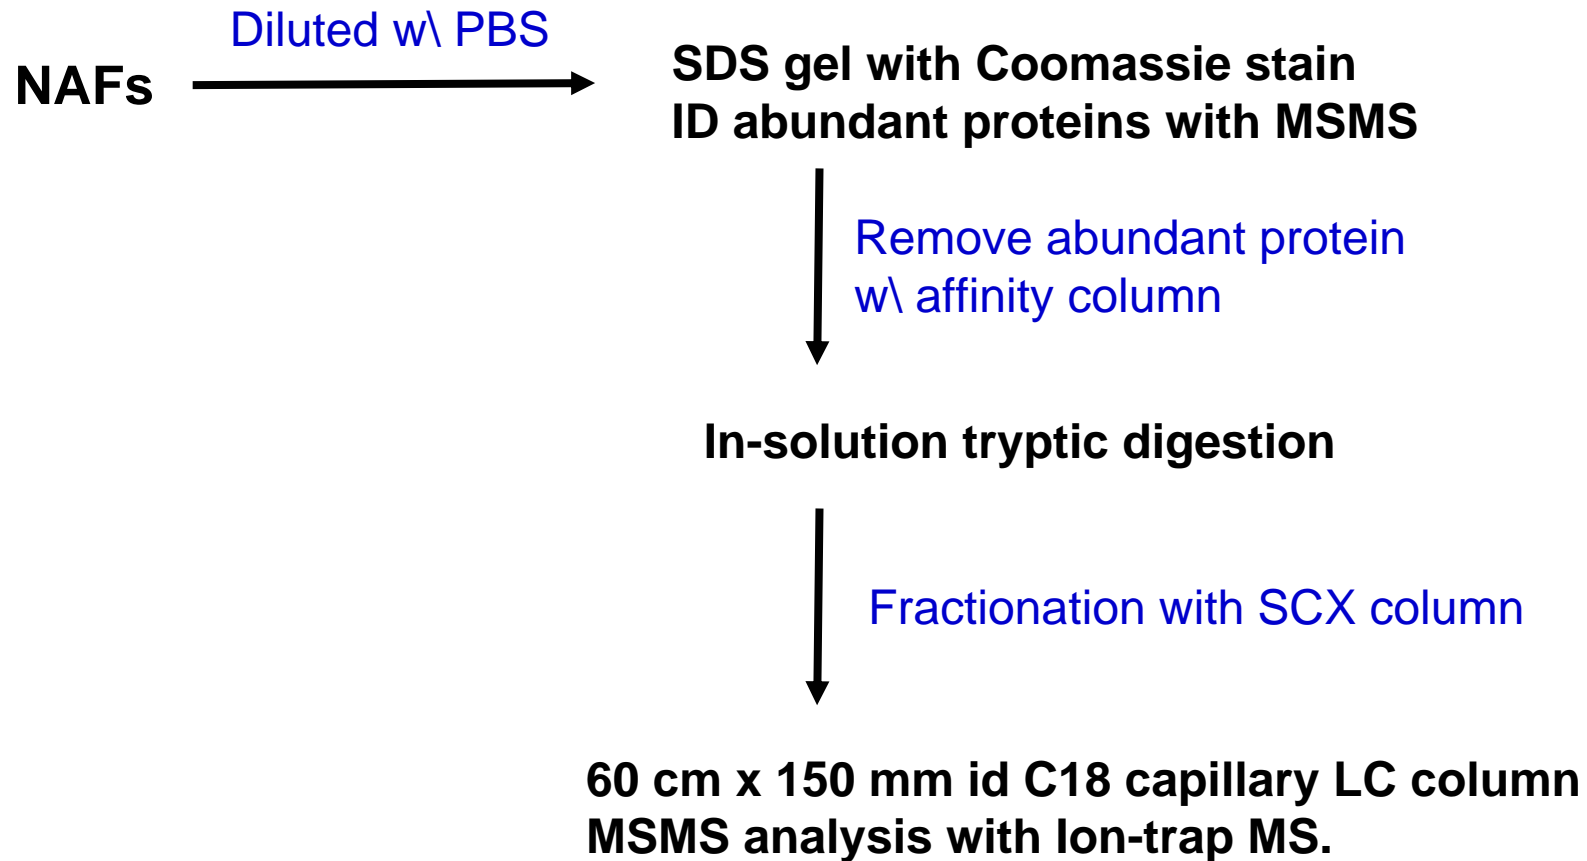 Diluted w\ PBS
NAFs
SDS gel with Coomassie stain
ID abundant proteins with MSMS
Remove abundant protein
w\ affinity column
In-solution tryptic digestion
Fractionation with SCX column
60 cm x 150 mm id C18 capillary LC column
MSMS analysis with Ion-trap MS.